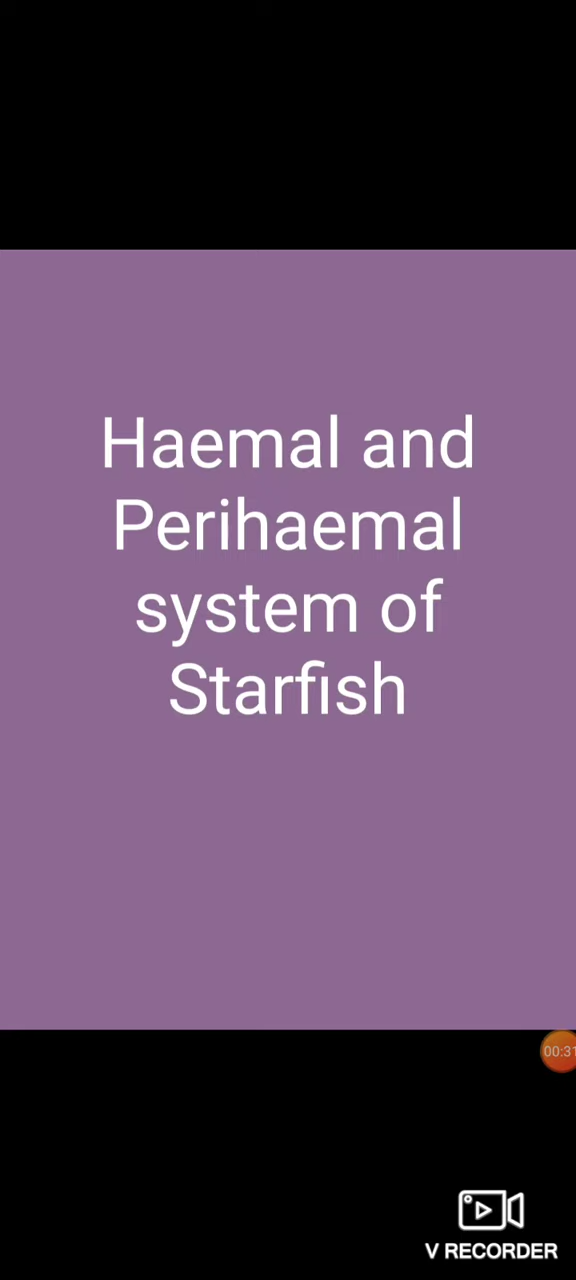 Haemal and
Perihaemal
system of
Starfish
00:31
V RECORDER